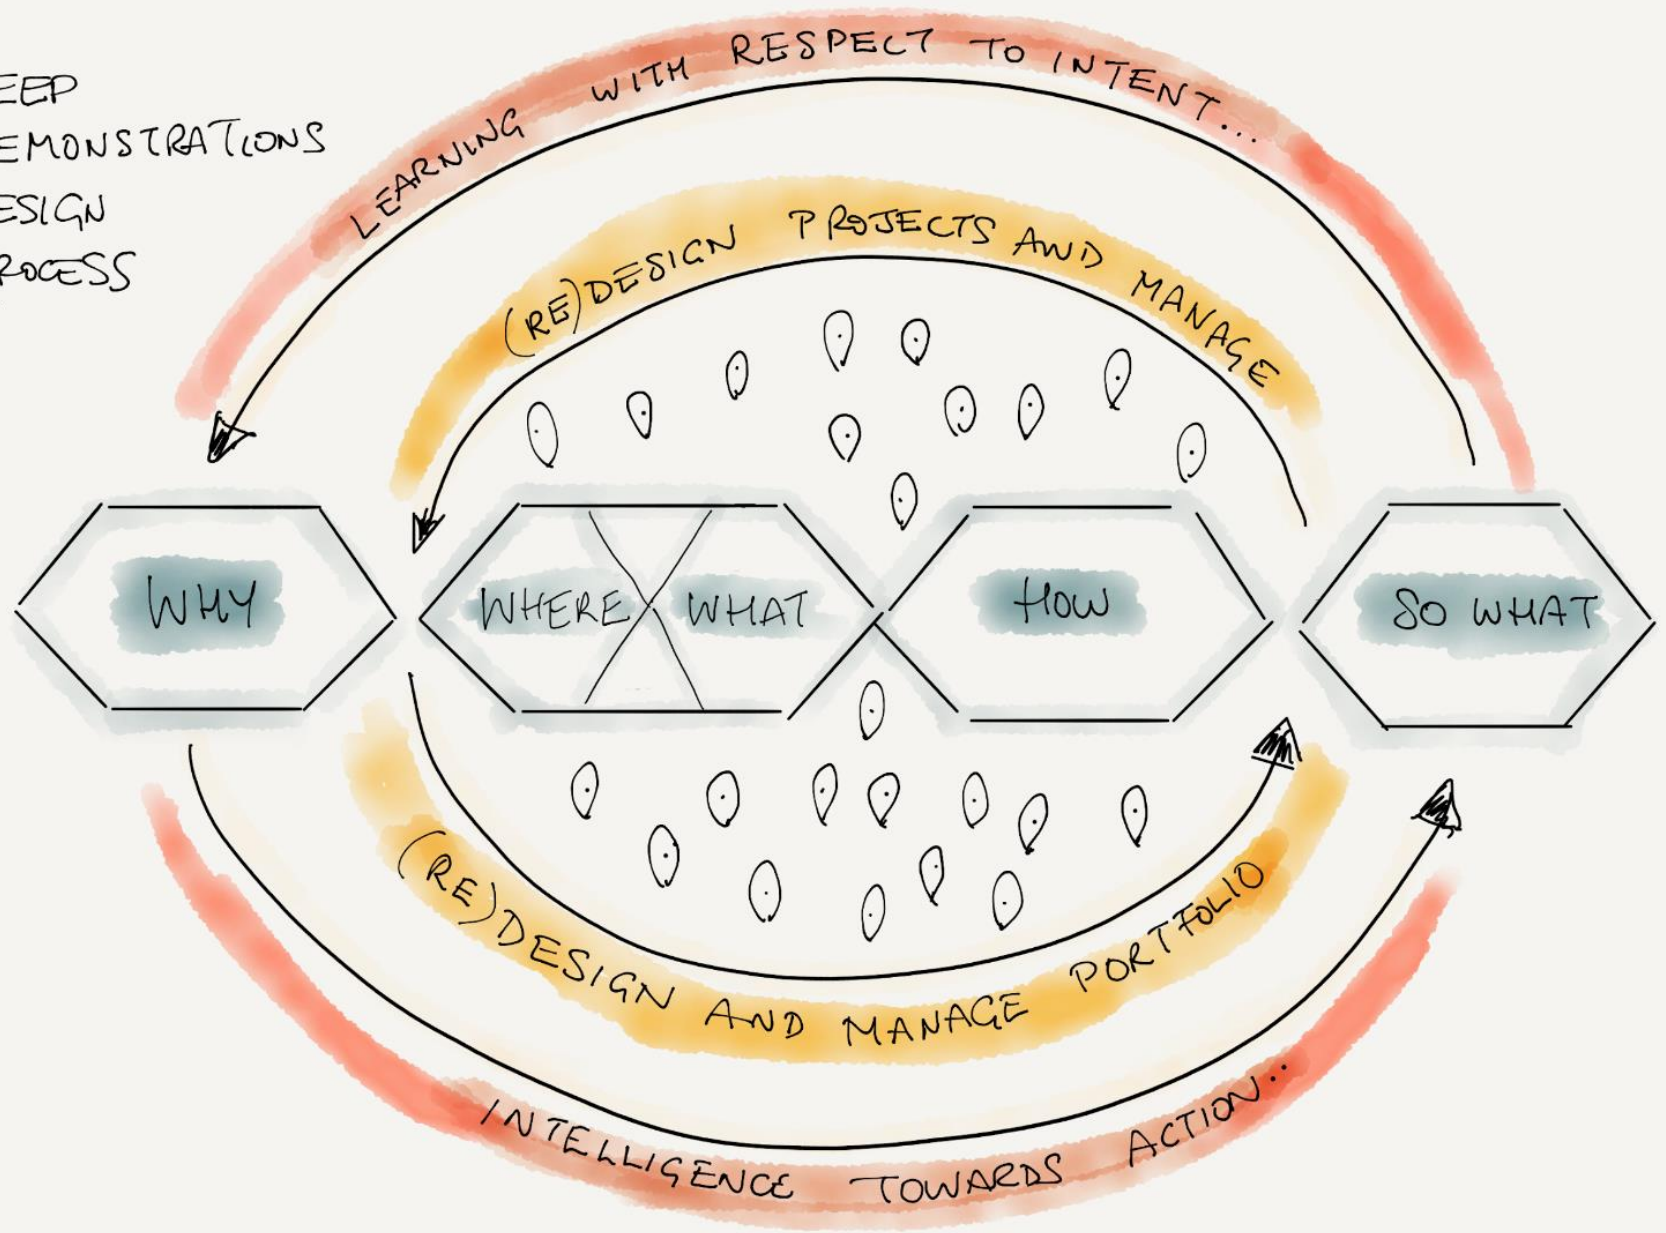 EEP
EMONSTRATIONS
ESIGN
ROCESS
LEARNING WITH RESPECT TO INTENT...
(RE)DESIGN PROJECTS AND MANAGE
WHY
WHERE
WHAT
HOW
SO WHAT
(RE)DESIGN AND MANAGE PORTFOLIO
INTELLIGENCE TOWARDS ACTION..